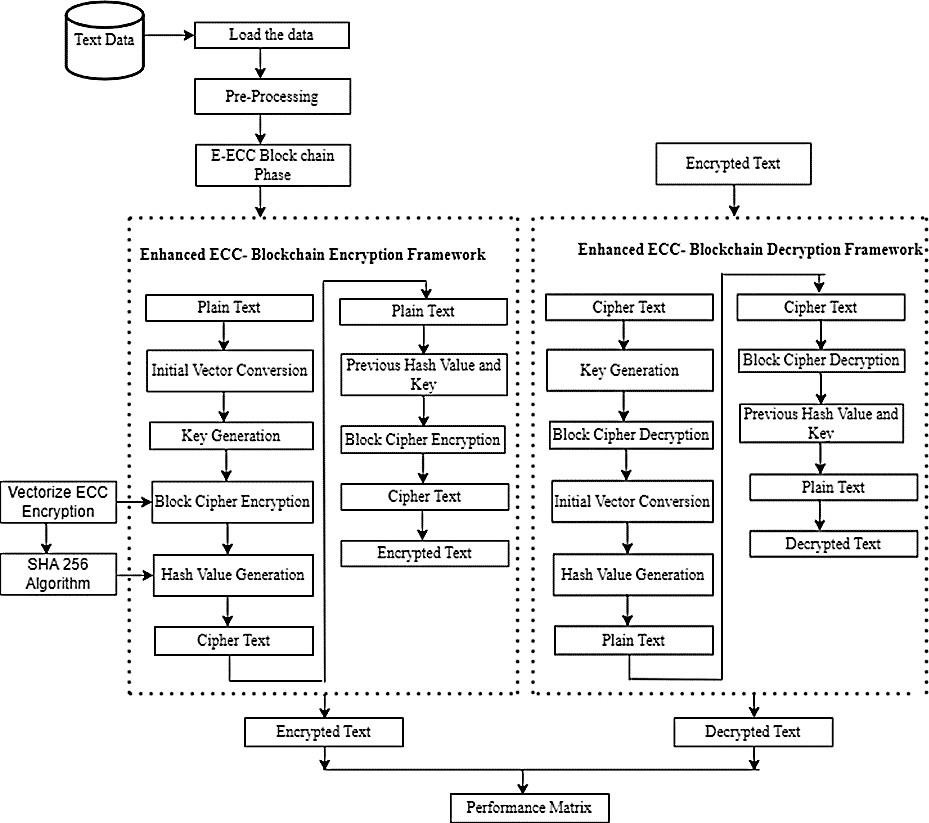 Text Data
Load the data
Pre-Processing
E-ECC Block chain
Phase
Encrypted Text
Enhanced ECC- Blockchain Encryption Framework
Plain Text
Initial Vector Conversion
Key Generation
Block Cipher Encryption
Hash Value Generation
Cipher Text
Vectorize ECC
Encryption
SHA 256
Algorithm
Plain Text
Previous Hash Value and
Key
Block Cipher Encryption
Cipher Text
Encrypted Text
Enhanced ECC- Blockchain Decryption Framework
Cipher Text
Key Generation
Block Cipher Decryption
Initial Vector Conversion
Hash Value Generation
Plain Text
Cipher Text
Block Cipher Decryption
Previous Hash Value and
Key
Plain Text
Decrypted Text
Encrypted Text
Decrypted Text
Performance Matrix